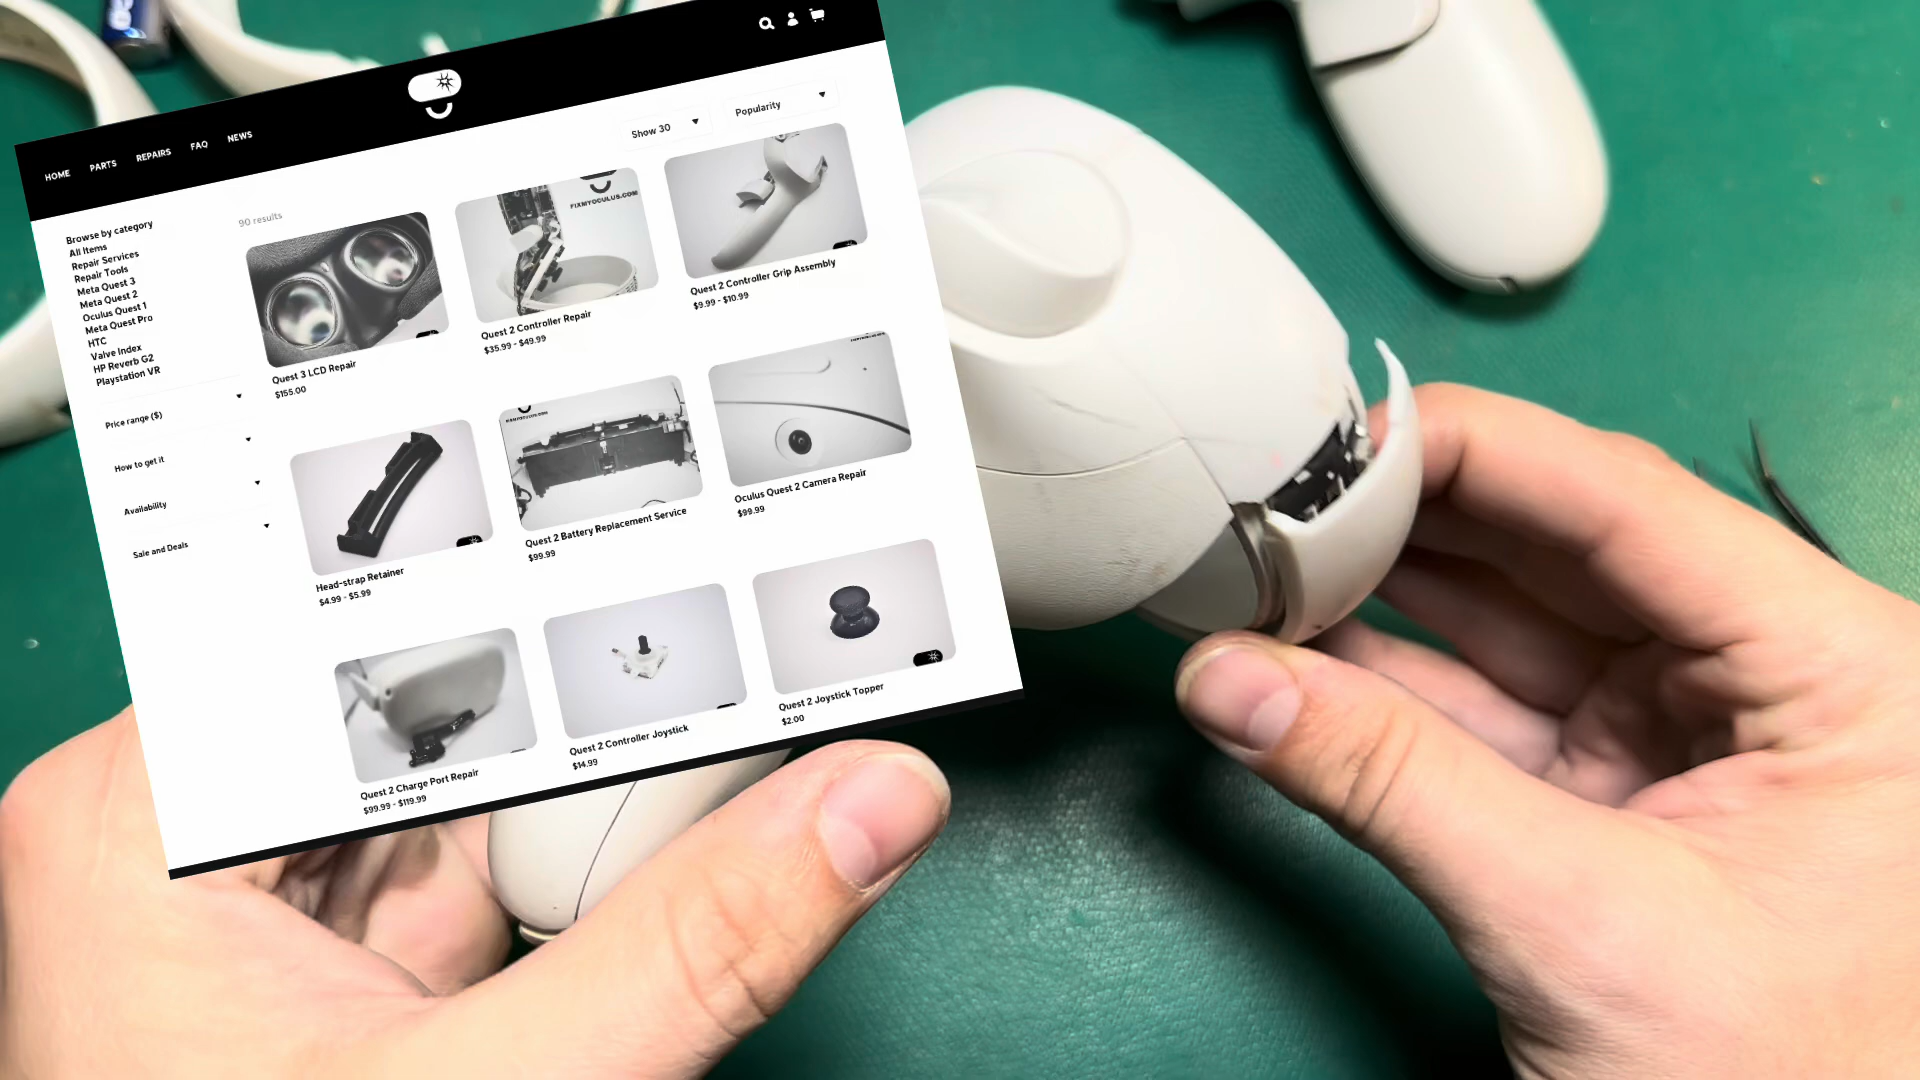 HOME PARTS REPAIRS FAQ NEWS
Show 30
Popularity
90 results
Browse by category
All Items
Repair Services
Repair Tools
Meta Quest 3
Meta Quest 2
Oculus Quest 1
Meta Quest Pro
HTC
Valve Index
HP Reverb G2
Playstation VR
Price range ($)
How to get it
Availability
Sale and Deals
Quest 3 LCD Repair
$155.00
FIXMYOCULUS.COM
Quest 2 Controller Repair
$35.99 - $49.99
Quest 2 Controller Grip Assembly
$9.99 - $10.99
Head-strap Retainer
$4.99 - $5.99
FIXMYOCULUS.COM
Quest 2 Battery Replacement Service
$99.99
Oculus Quest 2 Camera Repair
$99.99
Quest 2 Charge Port Repair
$99.99 - $119.99
Quest 2 Controller Joystick
$14.99
Quest 2 Joystick Topper
$2.00